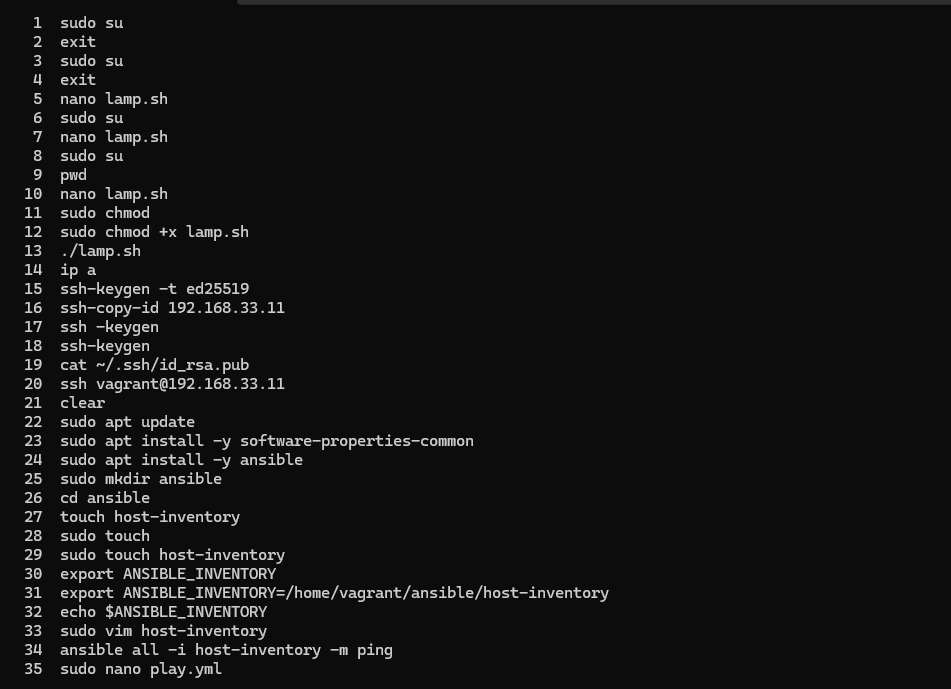 1 sudo su
2 exit
3 sudo su
4 exit
5 nano lamp.sh
6 sudo su
7 nano lamp.sh
8 sudo su
9 pwd
10 nano lamp.sh
11 sudo chmod
12 sudo chmod +x lamp.sh
13 ./lamp.sh
14 ip a
15 ssh-keygen -t ed25519
16 ssh-copy-id 192.168.33.11
17 ssh -keygen
18 ssh-keygen
19 cat ~/.ssh/id_rsa.pub
20 ssh vagrant@192.168.33.11
21 clear
22 sudo apt update
23 sudo apt install -y software-properties-common
24 sudo apt install -y ansible
25 sudo mkdir ansible
26 cd ansible
27 touch host-inventory
28 sudo touch
29 sudo touch host-inventory
30 export ANSIBLE_INVENTORY
31 export ANSIBLE_INVENTORY=/home/vagrant/ansible/host-inventory
32 echo $ANSIBLE_INVENTORY
33 sudo vim host-inventory
34 ansible all -i host-inventory -m ping
35 sudo nano play.yml